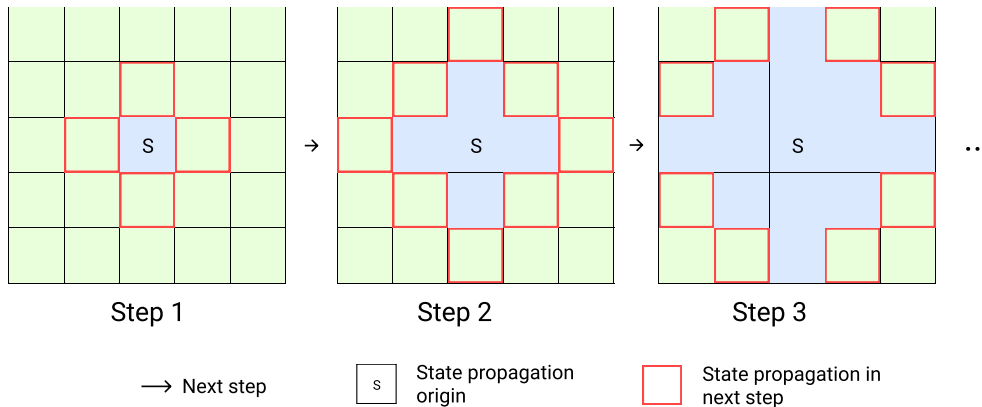 S
S
S
Step 1
Step 2
Step 3
Next step
S
State propagation
origin
State propagation in
next step